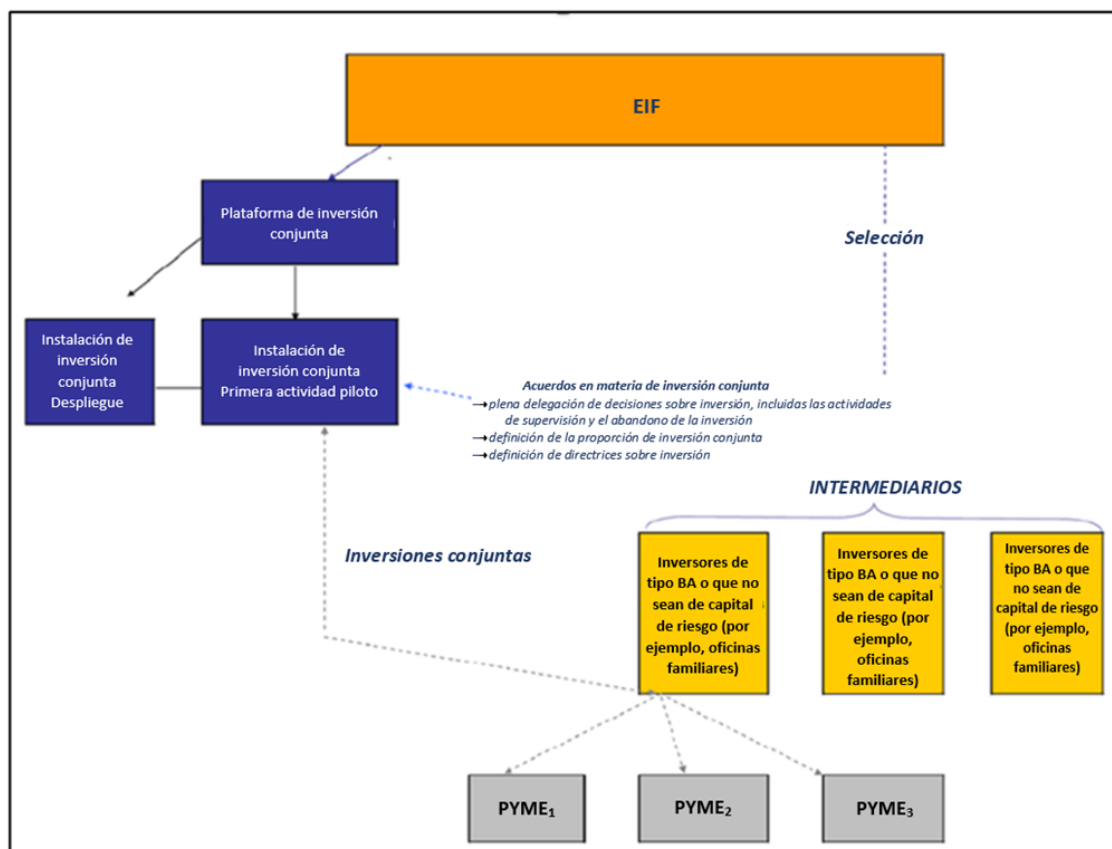 EIF
Plataforma de inversión
conjunta
Selección
Instalación de
inversión
conjunta
Despliegue
Instalación de
inversión conjunta
Primera actividad piloto
Acuerdos en materia de inversión conjunta
→plena delegación de decisiones sobre inversión, incluidas las actividades
de supervisión y el abandono de la inversión
→definición de la proporción de inversión conjunta
→definición de directrices sobre inversión
INTERMEDIARIOS
Inversiones conjuntas
Inversores de
tipo BA o que no
sean de capital
de riesgo (por
ejemplo, oficinas
familiares)
Inversores de
tipo BA o que no
sean de capital
de riesgo (por
ejemplo,
oficinas
familiares)
Inversores de
tipo BA o que
no sean de
capital de riesgo
(por ejemplo,
oficinas
familiares)
PYME₁
PYME₂
PYME₃